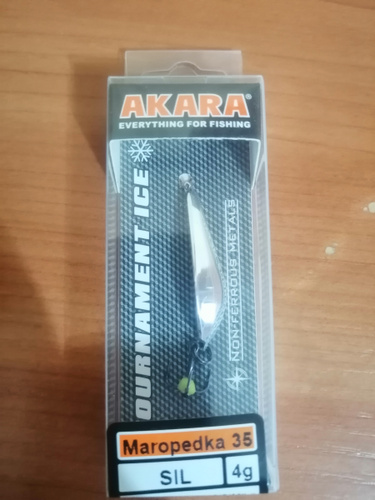 AKARA®
EVERYTHING FOR FISHING
OURNAMENT ICE
NON-FERROUS METALS
Maropedka 35
SIL 4g